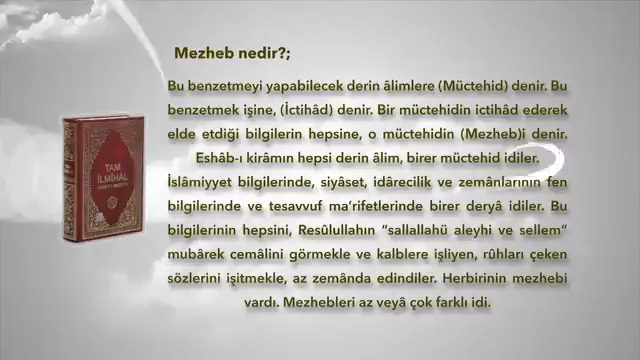 Mezheb nedir?;
Bu benzetmeyi yapabilecek derin âlimlere (Müctehid) denir. Bu
benzetmek işine, (İctihâd) denir. Bir müctehidin ictihâd ederek
elde etdiği bilgilerin hepsine, o müctehidin (Mezheb)i denir.
Eshâb-ı kirâmın hepsi derin âlim, birer müctehid idiler.
İslâmiyyet bilgilerinde, siyâset, idârecilik ve zemânlarının fen
bilgilerinde ve tesavvuf ma’rifetlerinde birer deryâ idiler. Bu
bilgilerinin hepsini, Resûlullahın “sallallahü aleyhi ve sellem”
mubârek cemâlini görmekle ve kalblere işliyen, rûhları çeken
sözlerini işitmekle, az zemânda edindiler. Herbirinin mezhebi
vardı. Mezhebleri az veyâ çok farklı idi.
TAM
İLMİHÂL